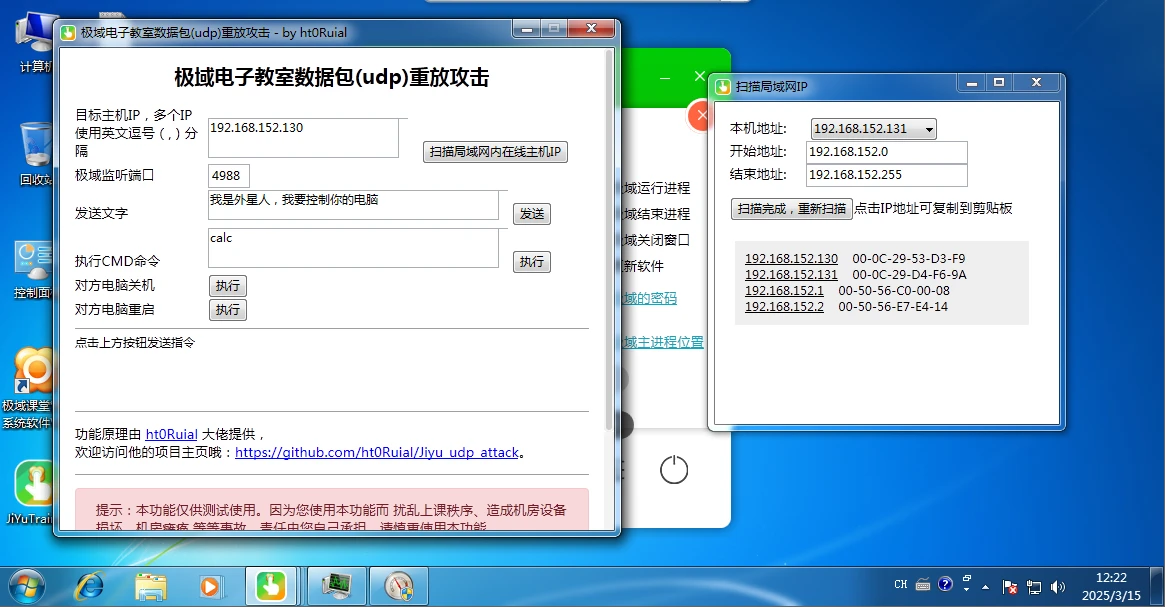 计算机
回收站
控制面
极域课堂
系统软件
JiYuTrai
极域电子教室数据包(udp)重放攻击 - by ht0Ruial
极域电子教室数据包(udp)重放攻击
目标主机IP，多个IP
使用英文逗号（,）分
隔
192.168.152.130
扫描局域网内在线主机IP
极域监听端口
4988
发送文字
我是外星人，我要控制你的电脑
发送
执行CMD命令
calc
执行
对方电脑关机
执行
对方电脑重启
执行
点击上方按钮发送指令
功能原理由 ht0Ruial 大佬提供，
欢迎访问他的项目主页哦：https://github.com/ht0Ruial/Jiyu_udp_attack。
提示：本功能仅供测试使用。因为您使用本功能而 扰乱上课秩序、造成机房设备
损坏、机房瘫痪 等等事故，责任由您自己承担，请慎重使用本功能
域运行进程
域结束进程
域关闭窗口
新软件
域的密码
域主进程位置
扫描局域网IP
本机地址:
192.168.152.131
开始地址:
192.168.152.0
结束地址:
192.168.152.255
扫描完成，重新扫描
点击IP地址可复制到剪贴板
192.168.152.130 00-0C-29-53-D3-F9
192.168.152.131 00-0C-29-D4-F6-9A
192.168.152.1 00-50-56-C0-00-08
192.168.152.2 00-50-56-E7-E4-14
CH
12:22
2025/3/15